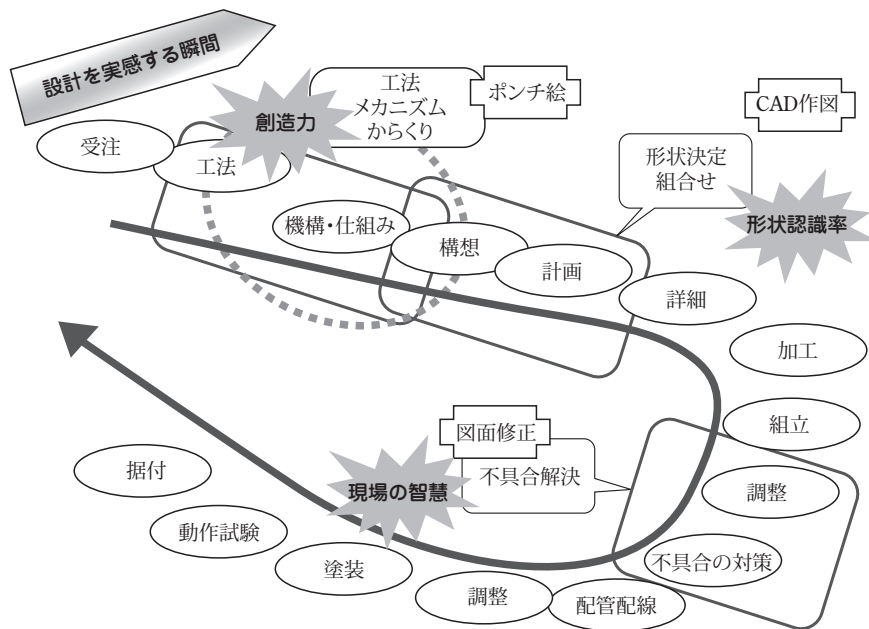 設計を実感する瞬間
受注
工法
創造力
工法
メカニズム
からくり
ポンチ絵
CAD作図
機構・仕組み
構想
計画
形状決定
組合せ
形状認識率
詳細
加工
組立
調整
不具合の対策
図面修正
不具合解決
現場の智慧
配管配線
調整
塗装
動作試験
据付